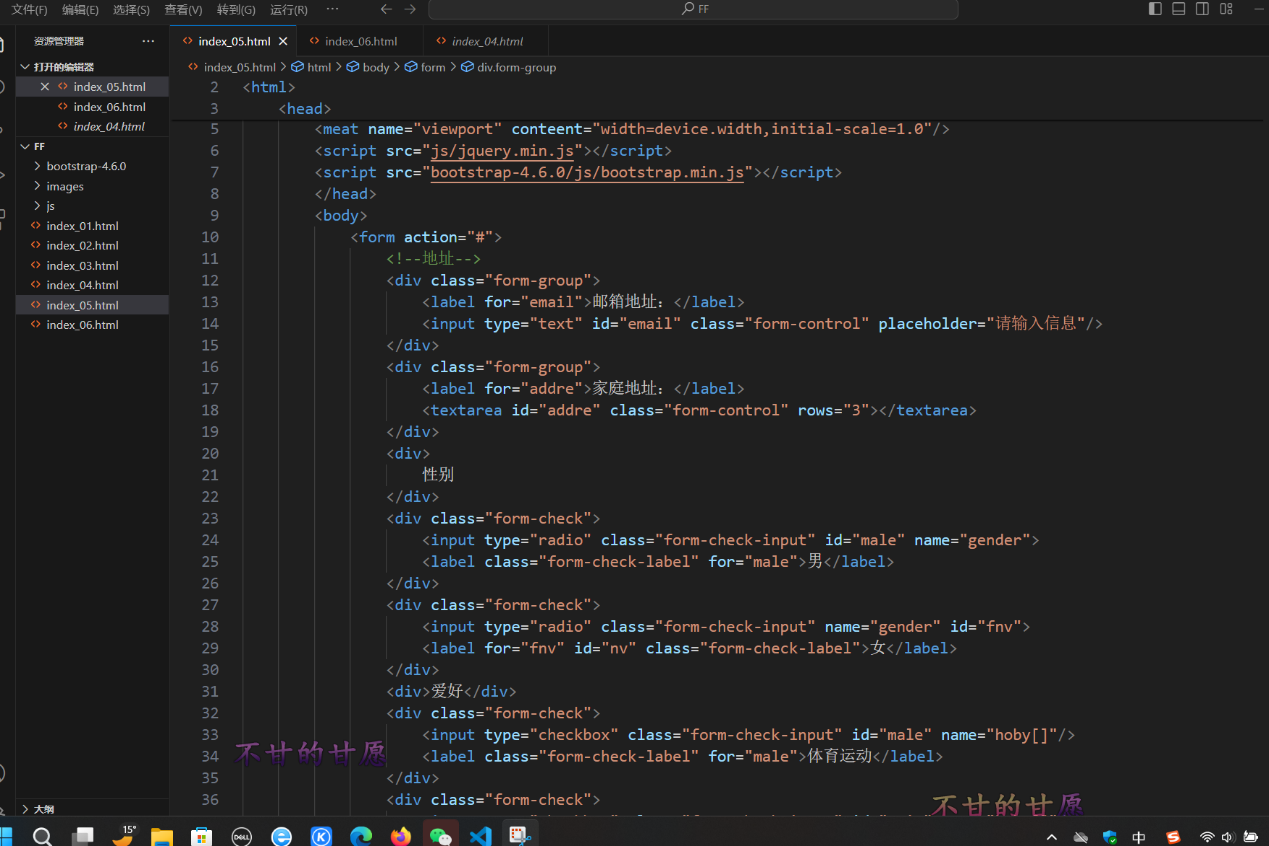 文件(F) 编辑(E) 选择(S) 查看(V) 转到(G) 运行(R) ··· FF
资源管理器 ···
打开的编辑器
index_05.html
index_06.html
index_04.html
FF
bootstrap-4.6.0
images
js
index_01.html
index_02.html
index_03.html
index_04.html
index_05.html
index_06.html
大纲
index_05.html index_06.html index_04.html
index_05.html > html > body > form > div.form-group
2 <html>
3 <head>
5 <meat name="viewport" conteent="width=device.width,initial-scale=1.0"/>
6 <script src="js/jquery.min.js"></script>
7 <script src="bootstrap-4.6.0/js/bootstrap.min.js"></script>
8 </head>
9 <body>
10 <form action="#">
11 <!--地址-->
12 <div class="form-group">
13 <label for="email">邮箱地址：</label>
14 <input type="text" id="email" class="form-control" placeholder="请输入信息"/>
15 </div>
16 <div class="form-group">
17 <label for="addre">家庭地址：</label>
18 <textarea id="addre" class="form-control" rows="3"></textarea>
19 </div>
20 <div>
21 性别
22 </div>
23 <div class="form-check">
24 <input type="radio" class="form-check-input" id="male" name="gender">
25 <label class="form-check-label" for="male">男</label>
26 </div>
27 <div class="form-check">
28 <input type="radio" class="form-check-input" name="gender" id="fnv">
29 <label for="fnv" id="nv" class="form-check-label">女</label>
30 </div>
31 <div>爱好</div>
32 <div class="form-check">
33 <input type="checkbox" class="form-check-input" id="male" name="hoby[]"/>
34 <label class="form-check-label" for="male">体育运动</label>
35 </div>
36 <div class="form-check">
不甘的甘愿
不甘的甘愿
15° DELL K 中 S